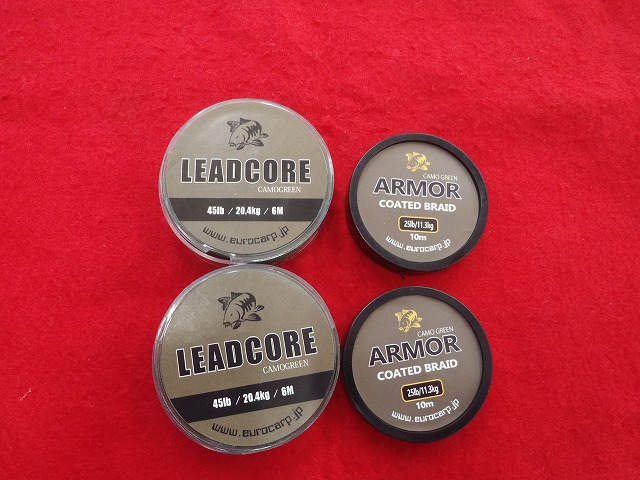 LEADCORE
CAMOGREEN
45lb / 20.4kg / 6M
www.eurocarp.jp
CAMO GREEN
ARMOR
COATED BRAID
25lb/11.3kg
10m
www.eurocarp.jp
LEADCORE
CAMOGREEN
45lb / 20.4kg / 6M
www.eurocarp.jp
CAMO GREEN
ARMOR
COATED BRAID
25lb/11.3kg
10m
www.eurocarp.jp